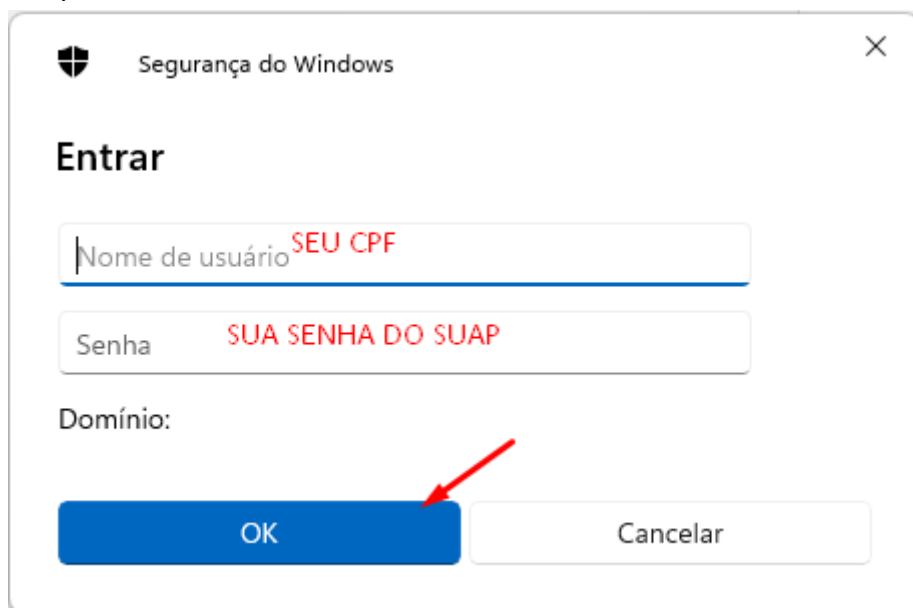 Segurança do Windows
Entrar
Nome de usuário SEU CPF
Senha SUA SENHA DO SUAP
Domínio:
OK Cancelar